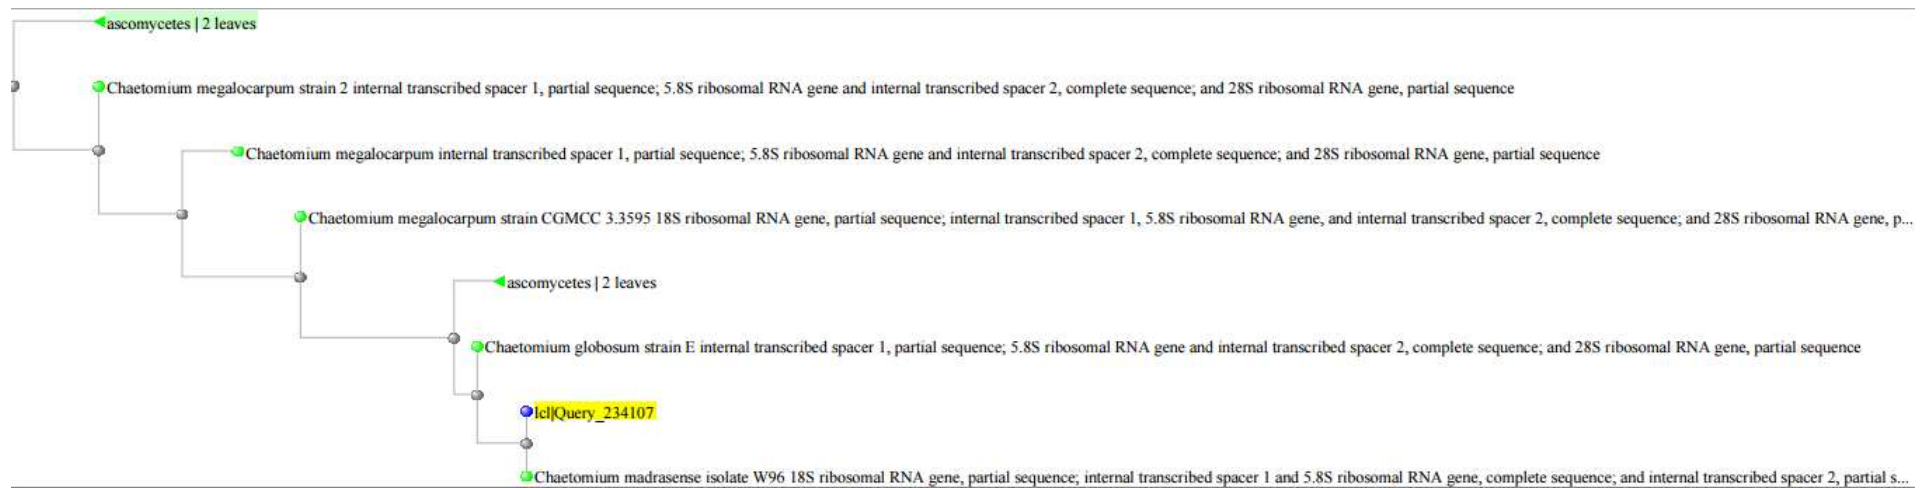 ascomycetes | 2 leaves
Chaetomium megalocarpum strain 2 internal transcribed spacer 1, partial sequence; 5.8S ribosomal RNA gene and internal transcribed spacer 2, complete sequence; and 28S ribosomal RNA gene, partial sequence
Chaetomium megalocarpum internal transcribed spacer 1, partial sequence; 5.8S ribosomal RNA gene and internal transcribed spacer 2, complete sequence; and 28S ribosomal RNA gene, partial sequence
Chaetomium megalocarpum strain CGMCC 3.3595 18S ribosomal RNA gene, partial sequence; internal transcribed spacer 1, 5.8S ribosomal RNA gene, and internal transcribed spacer 2, complete sequence; and 28S ribosomal RNA gene, p...
ascomycetes | 2 leaves
Chaetomium globosum strain E internal transcribed spacer 1, partial sequence; 5.8S ribosomal RNA gene and internal transcribed spacer 2, complete sequence; and 28S ribosomal RNA gene, partial sequence
lcl|Query_234107
Chaetomium madrasense isolate W96 18S ribosomal RNA gene, partial sequence; internal transcribed spacer 1 and 5.8S ribosomal RNA gene, complete sequence; and internal transcribed spacer 2, partial s...